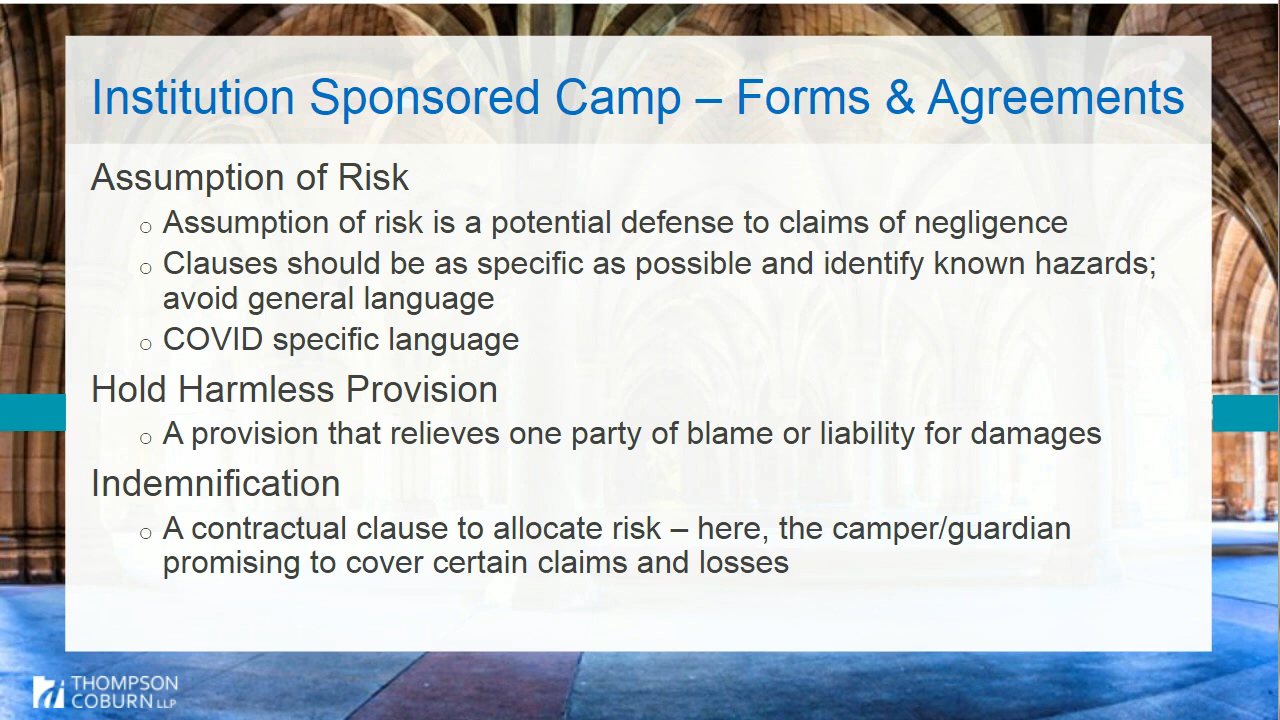 Institution Sponsored Camp – Forms & Agreements
Assumption of Risk
○ Assumption of risk is a potential defense to claims of negligence
○ Clauses should be as specific as possible and identify known hazards;
avoid general language
○ COVID specific language
Hold Harmless Provision
○ A provision that relieves one party of blame or liability for damages
Indemnification
○ A contractual clause to allocate risk – here, the camper/guardian
promising to cover certain claims and losses
THOMPSON
COBURN LLP